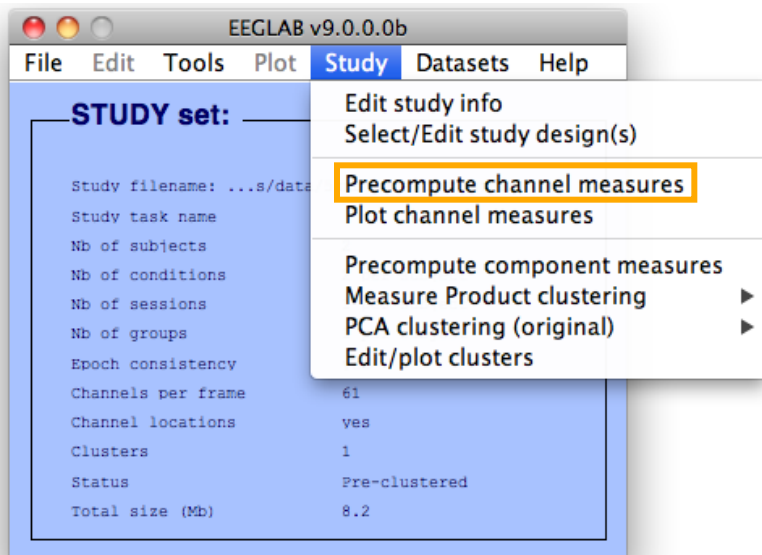 EEGLAB v9.0.0.0b
File Edit Tools Plot Study Datasets Help
Edit study info
Select/Edit study design(s)
Precompute channel measures
Plot channel measures
Precompute component measures
Measure Product clustering
PCA clustering (original)
Edit/plot clusters
STUDY set:
Study filename: ...s/data
Study task name
Nb of subjects
Nb of conditions
Nb of sessions
Nb of groups
Epoch consistency
Channels per frame 61
Channel locations yes
Clusters 1
Status Pre-clustered
Total size (Mb) 8.2